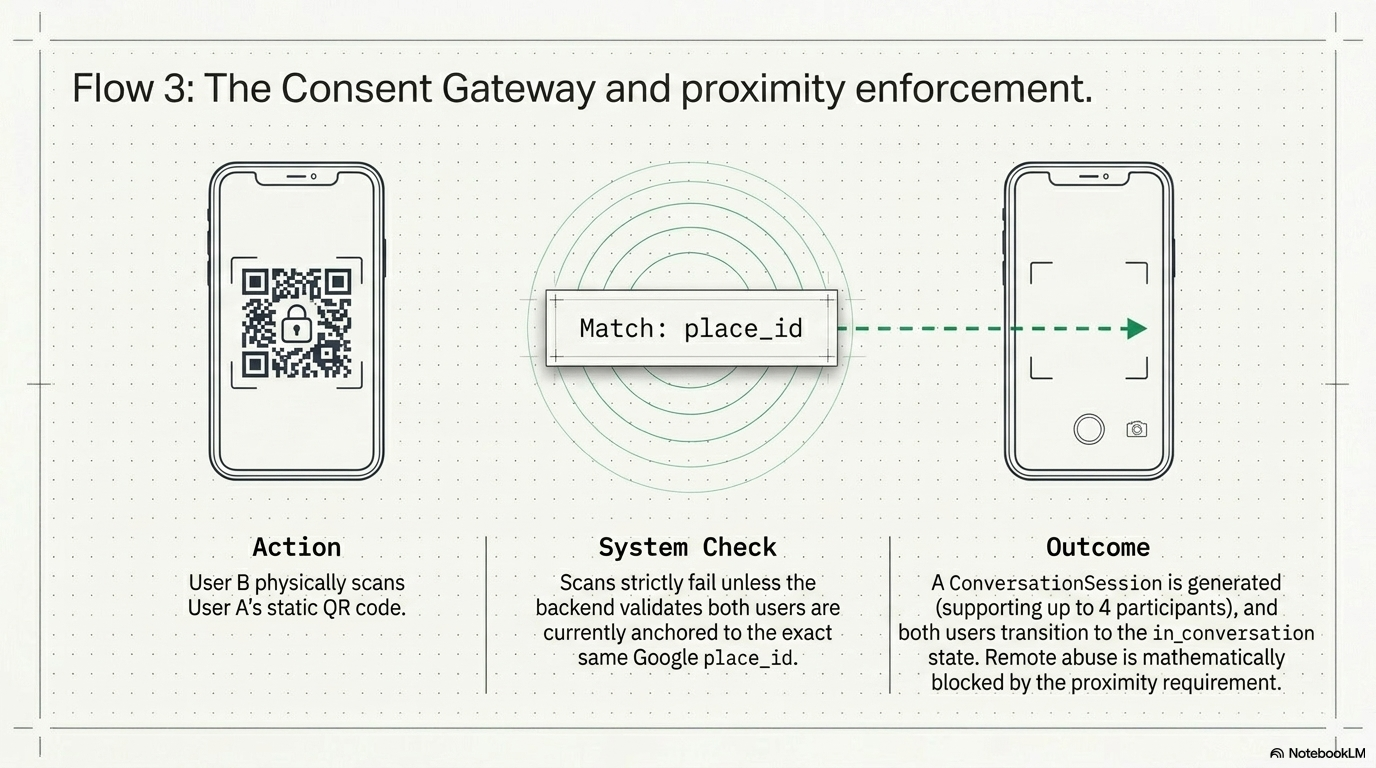 Flow 3: The Consent Gateway and proximity enforcement.
Match: place_id
Action
User B physically scans
User A's static QR code.
System Check
Scans strictly fail unless the
backend validates both users are
currently anchored to the exact
same Google place_id.
Outcome
A ConversationSession is generated
(supporting up to 4 participants), and
both users transition to the in_conversation
state. Remote abuse is mathematically
blocked by the proximity requirement.
NotebookLM